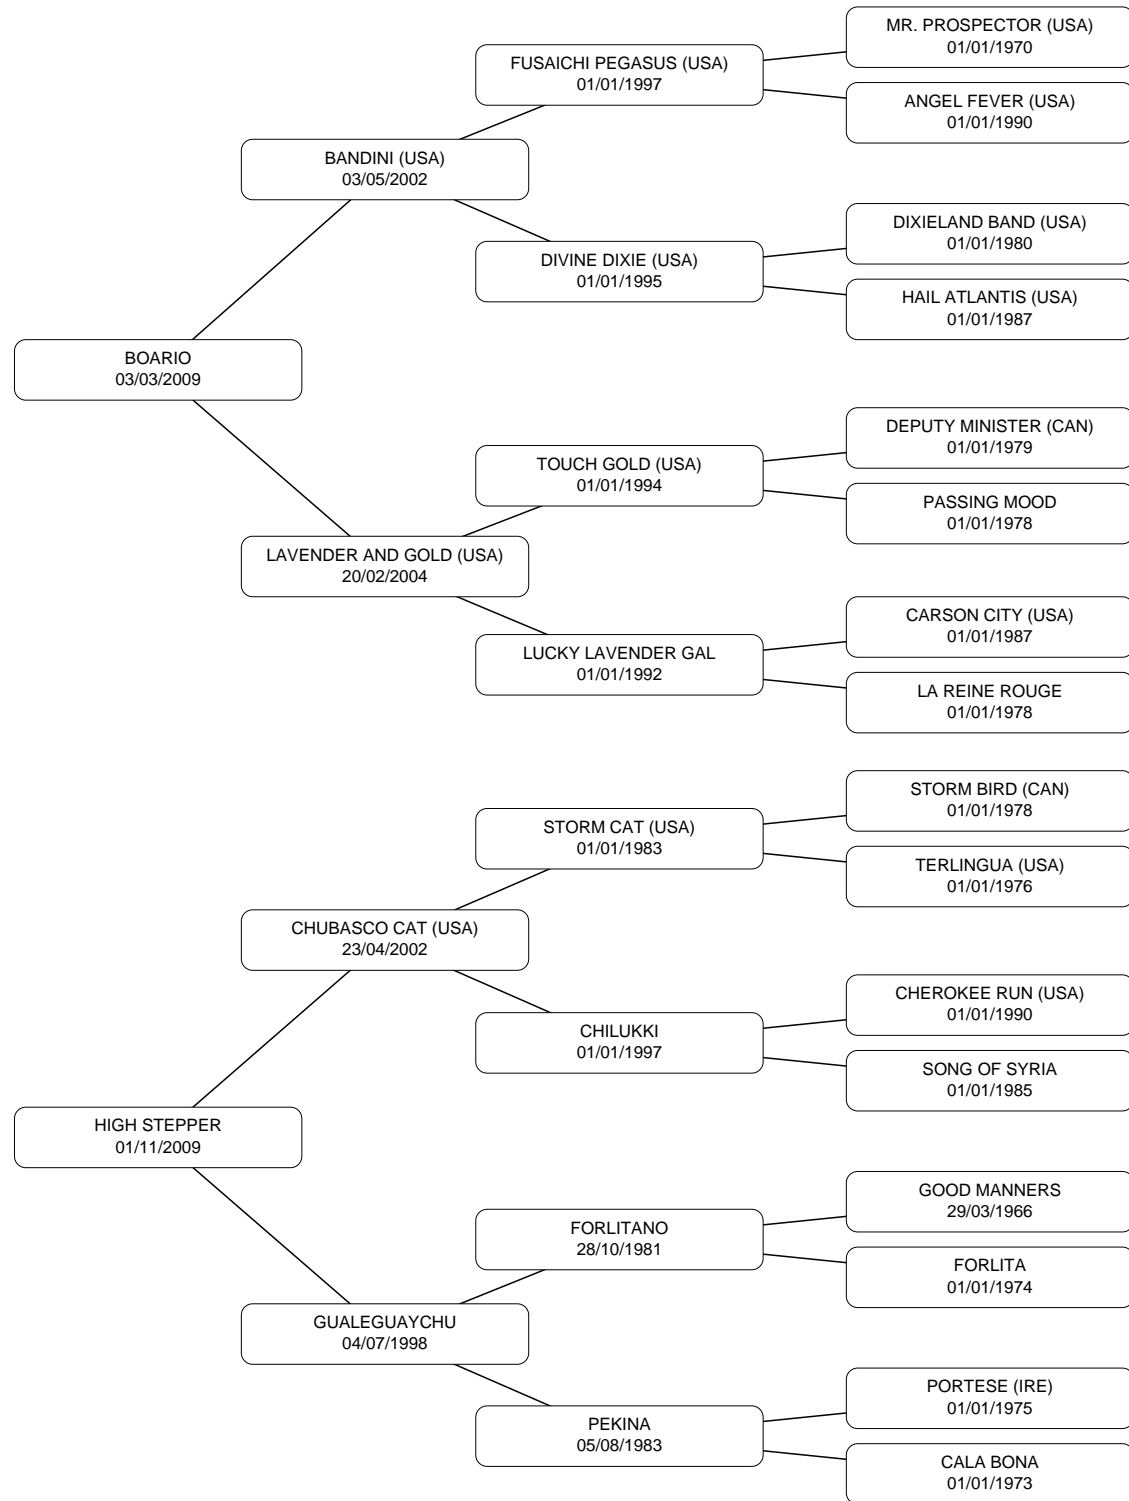 MR. PROSPECTOR (USA)
01/01/1970
FUSAICHI PEGASUS (USA)
01/01/1997
ANGEL FEVER (USA)
01/01/1990
BANDINI (USA)
03/05/2002
DIXIELAND BAND (USA)
01/01/1980
DIVINE DIXIE (USA)
01/01/1995
HAIL ATLANTIS (USA)
01/01/1987
BOARIO
03/03/2009
DEPUTY MINISTER (CAN)
01/01/1979
TOUCH GOLD (USA)
01/01/1994
PASSING MOOD
01/01/1978
LAVENDER AND GOLD (USA)
20/02/2004
CARSON CITY (USA)
01/01/1987
LUCKY LAVENDER GAL
01/01/1992
LA REINE ROUGE
01/01/1978
STORM BIRD (CAN)
01/01/1978
STORM CAT (USA)
01/01/1983
TERLINGUA (USA)
01/01/1976
CHUBASCO CAT (USA)
23/04/2002
CHEROKEE RUN (USA)
01/01/1990
CHILUKKI
01/01/1997
SONG OF SYRIA
01/01/1985
HIGH STEPPER
01/11/2009
GOOD MANNERS
29/03/1966
FORLITANO
28/10/1981
FORLITA
01/01/1974
GUALEGUAYCHU
04/07/1998
PORTESE (IRE)
01/01/1975
PEKINA
05/08/1983
CALA BONA
01/01/1973